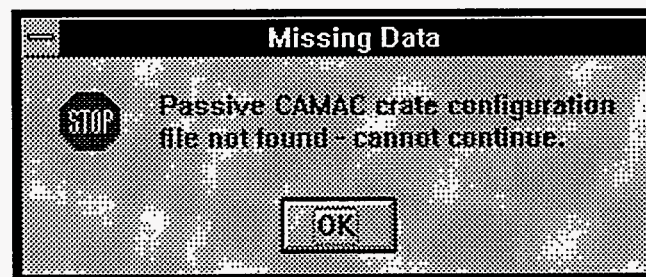 Missing Data
STOP
Passive CAMAC crate configuration
file not found - cannot continue.
OK